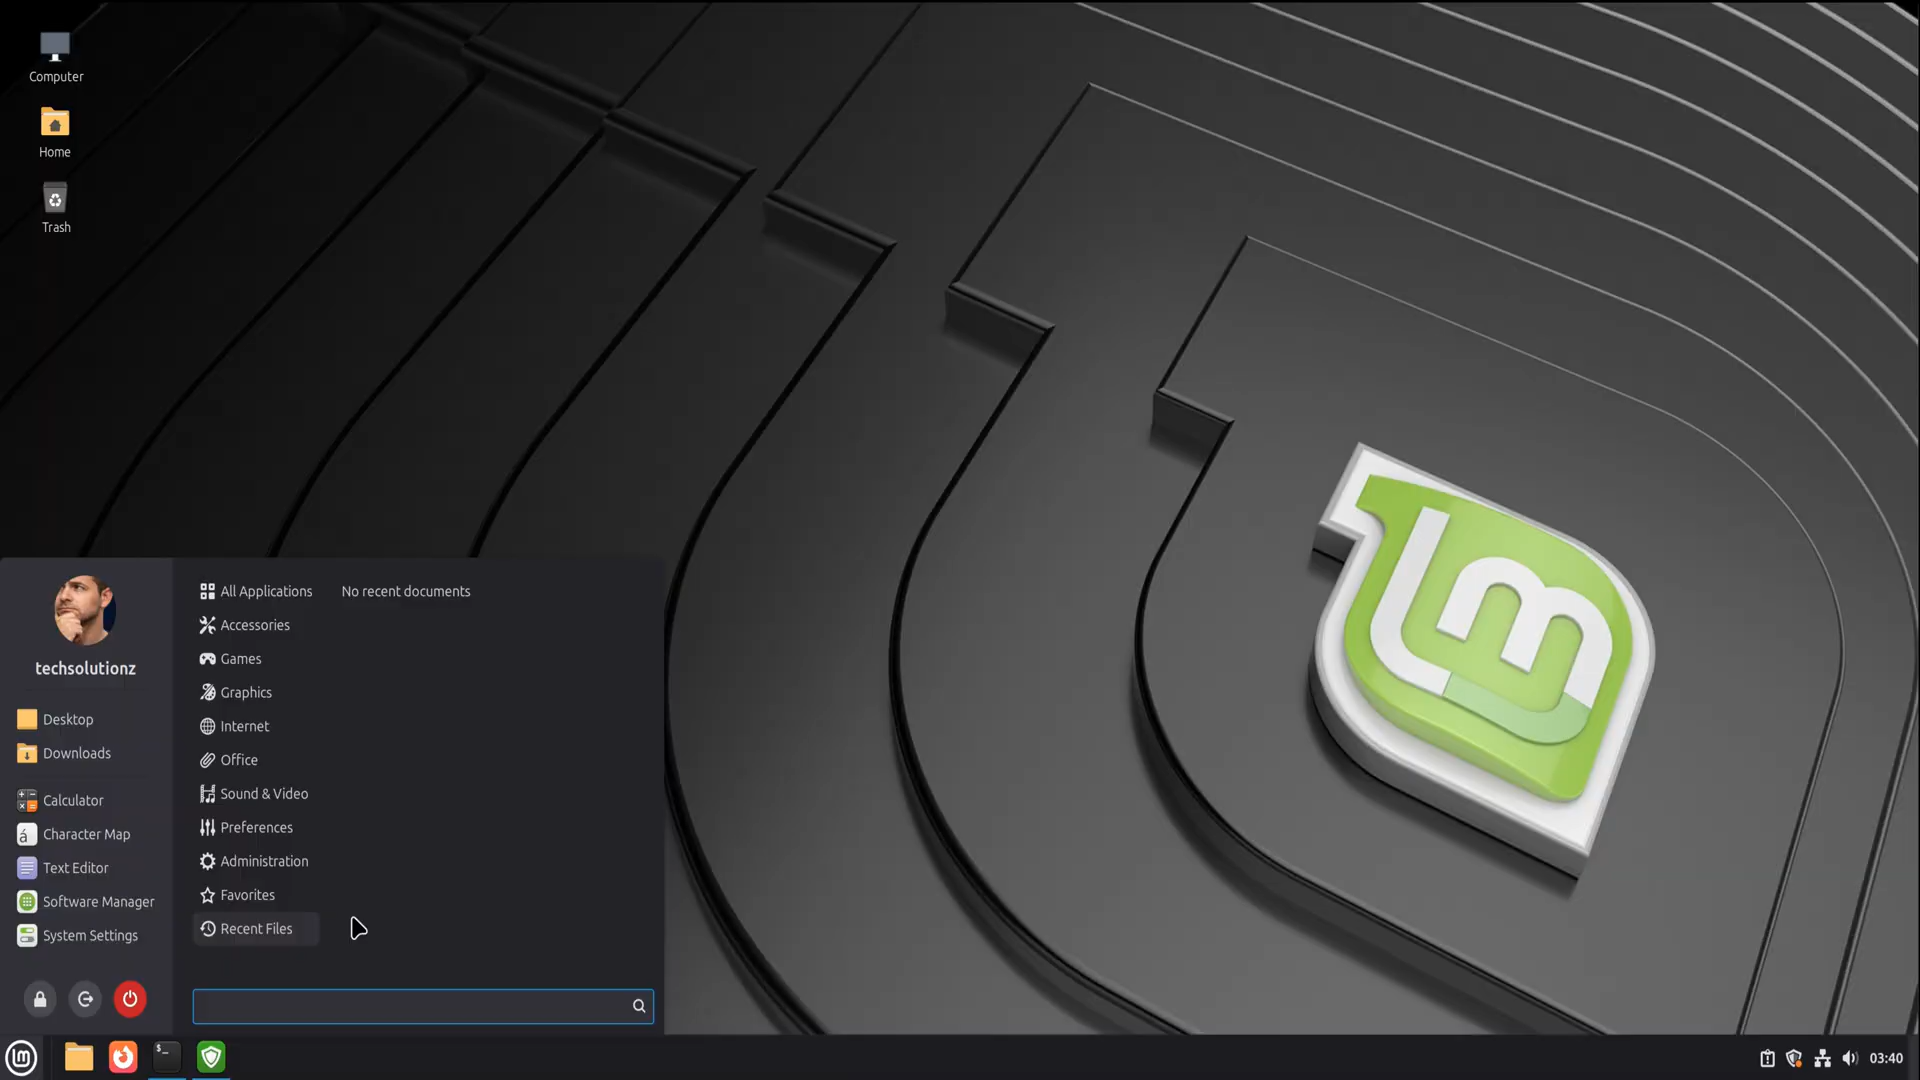 Computer
Home
Trash
techsolutionz
Desktop
Downloads
Calculator
Character Map
Text Editor
Software Manager
System Settings
All Applications
Accessories
Games
Graphics
Internet
Office
Sound & Video
Preferences
Administration
Favorites
Recent Files
No recent documents
lm
03:40